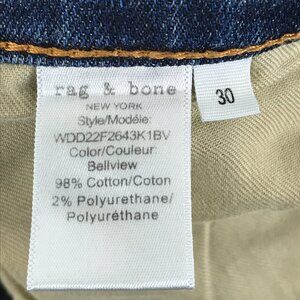 rag & bone
NEW YORK
Style/Modèle:
WDD22F2643K1BV
Color/Couleur:
Bellview
98% Cotton/Coton
2% Polyurethane/
Polyuréthane/
30